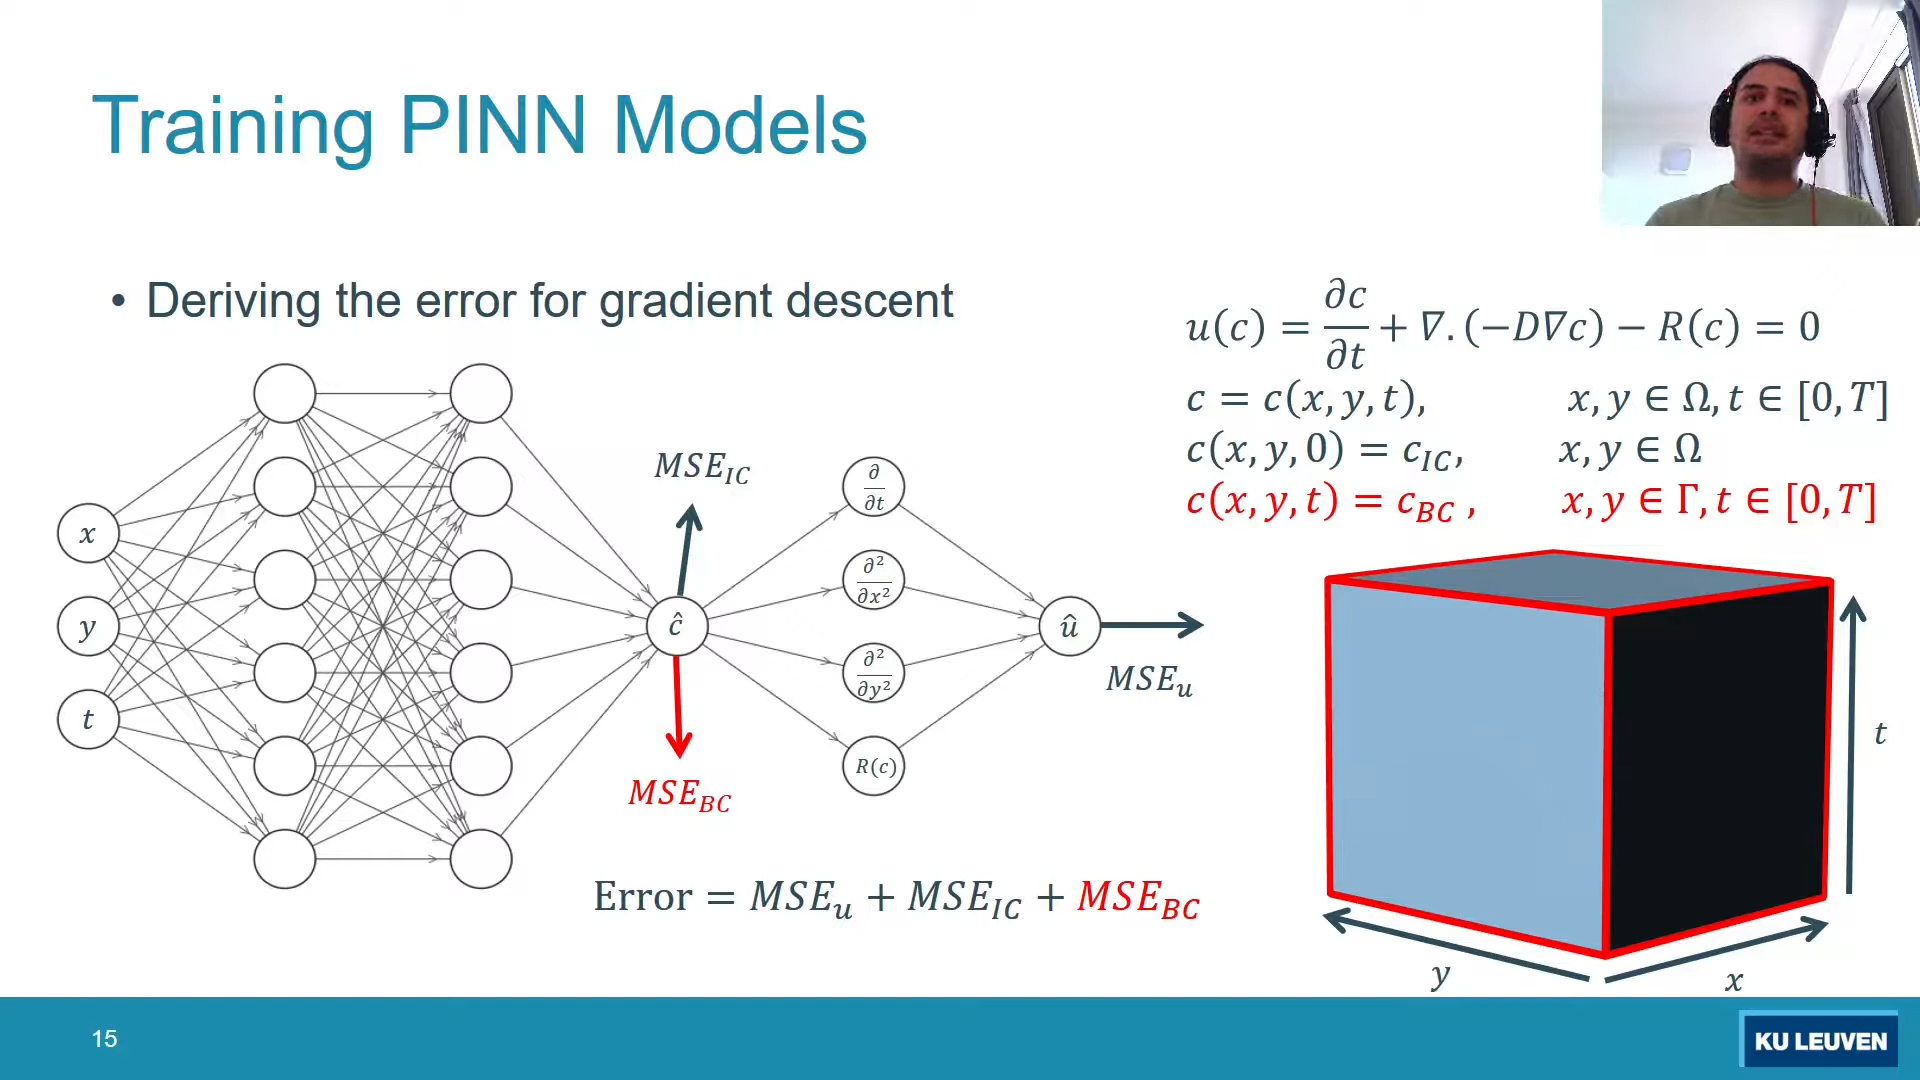 Training PINN Models
• Deriving the error for gradient descent
u(c) = ∂c/∂t + ∇.(−D∇c) − R(c) = 0
c = c(x, y, t), x, y ∈ Ω, t ∈ [0, T]
c(x, y, 0) = c_IC, x, y ∈ Ω
c(x, y, t) = c_BC , x, y ∈ Γ, t ∈ [0, T]
x
y
t
MSE_IC
ĉ
MSE_BC
∂/∂t
∂²/∂x²
∂²/∂y²
R(c)
û
MSE_u
Error = MSE_u + MSE_IC + MSE_BC
t
y
x
15
KU LEUVEN